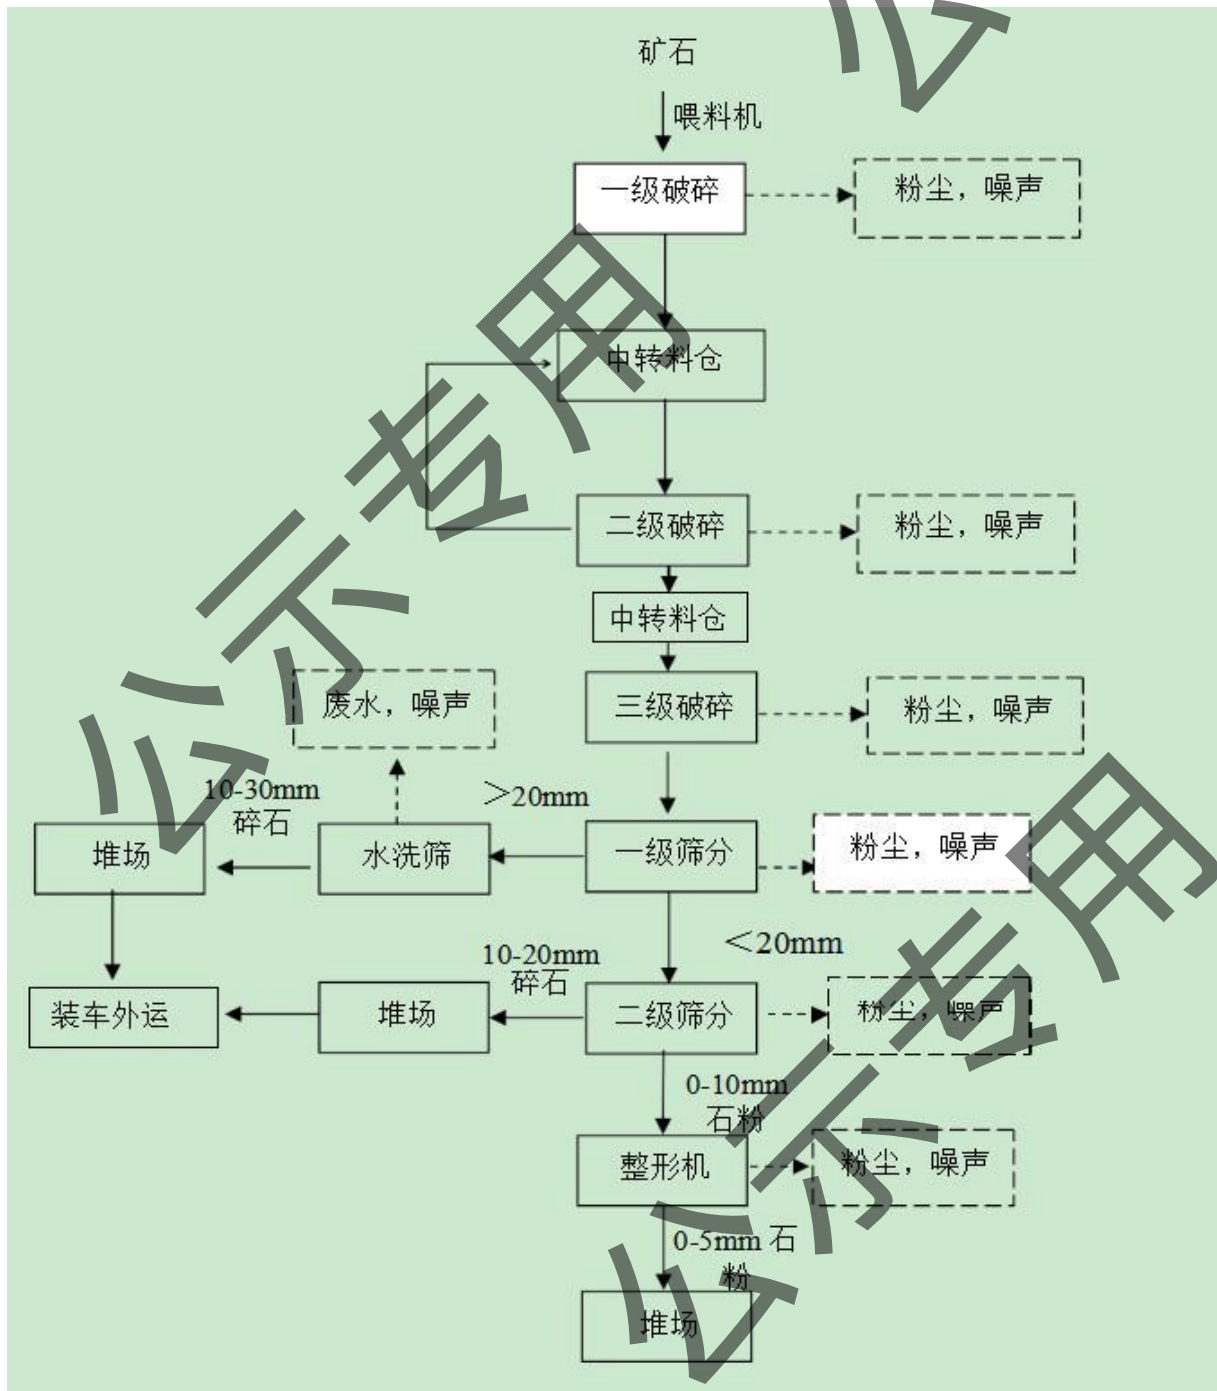 矿石
喂料机
一级破碎
粉尘，噪声
中转料仓
二级破碎
粉尘，噪声
中转料仓
三级破碎
粉尘，噪声
废水，噪声
10-30mm
碎石
＞20mm
堆场
水洗筛
一级筛分
粉尘，噪声
＜20mm
10-20mm
碎石
装车外运
堆场
二级筛分
粉尘，噪声
0-10mm
石粉
整形机
粉尘，噪声
0-5mm 石
粉
堆场
公示专用
公示专用
公